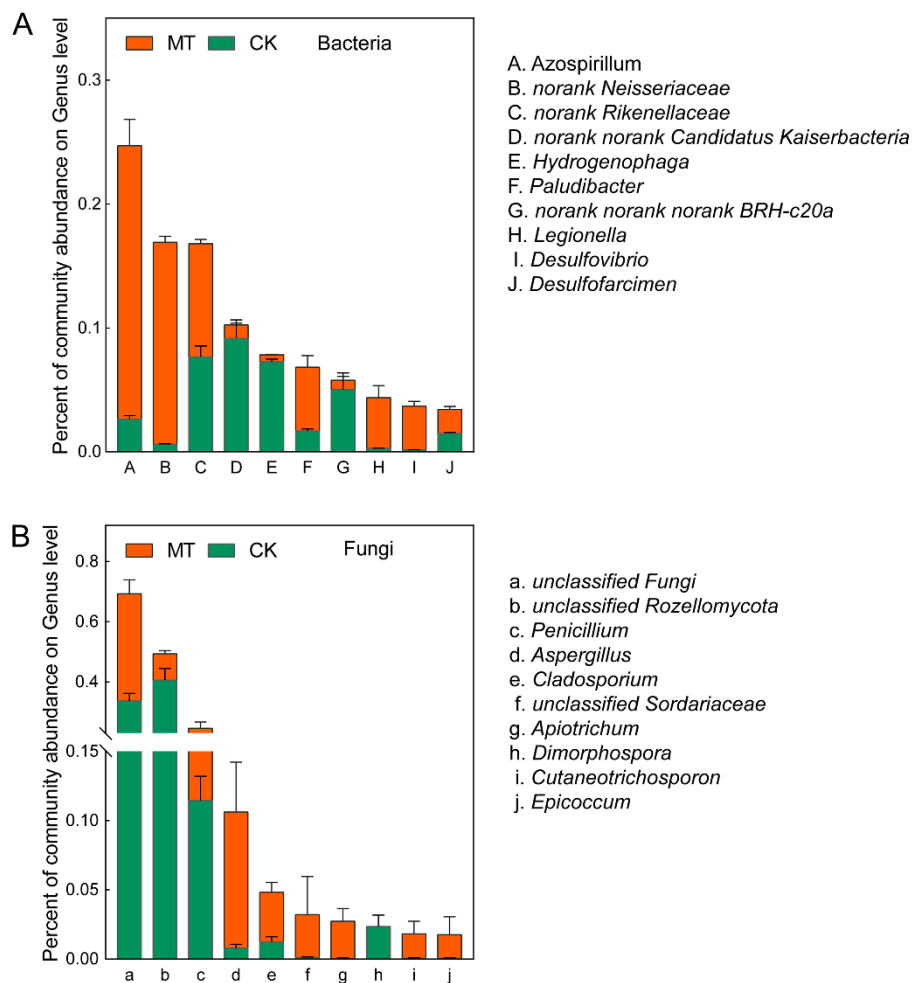 A
MT CK Bacteria
Percent of community abundance on Genus level
0.3
0.2
0.1
0.0
A B C D E F G H I J
A. Azospirillum
B. norank Neisseriaceae
C. norank Rikenellaceae
D. norank norank Candidatus Kaiserbacteria
E. Hydrogenophaga
F. Paludibacter
G. norank norank norank BRH-c20a
H. Legionella
I. Desulfovibrio
J. Desulfofarcimen
B
MT CK Fungi
Percent of community abundance on Genus level
0.8
0.6
0.4
0.15
0.10
0.05
0.00
a b c d e f g h i j
a. unclassified Fungi
b. unclassified Rozellomycota
c. Penicillium
d. Aspergillus
e. Cladosporium
f. unclassified Sordariaceae
g. Apiotrichum
h. Dimorphospora
i. Cutaneotrichosporon
j. Epicoccum